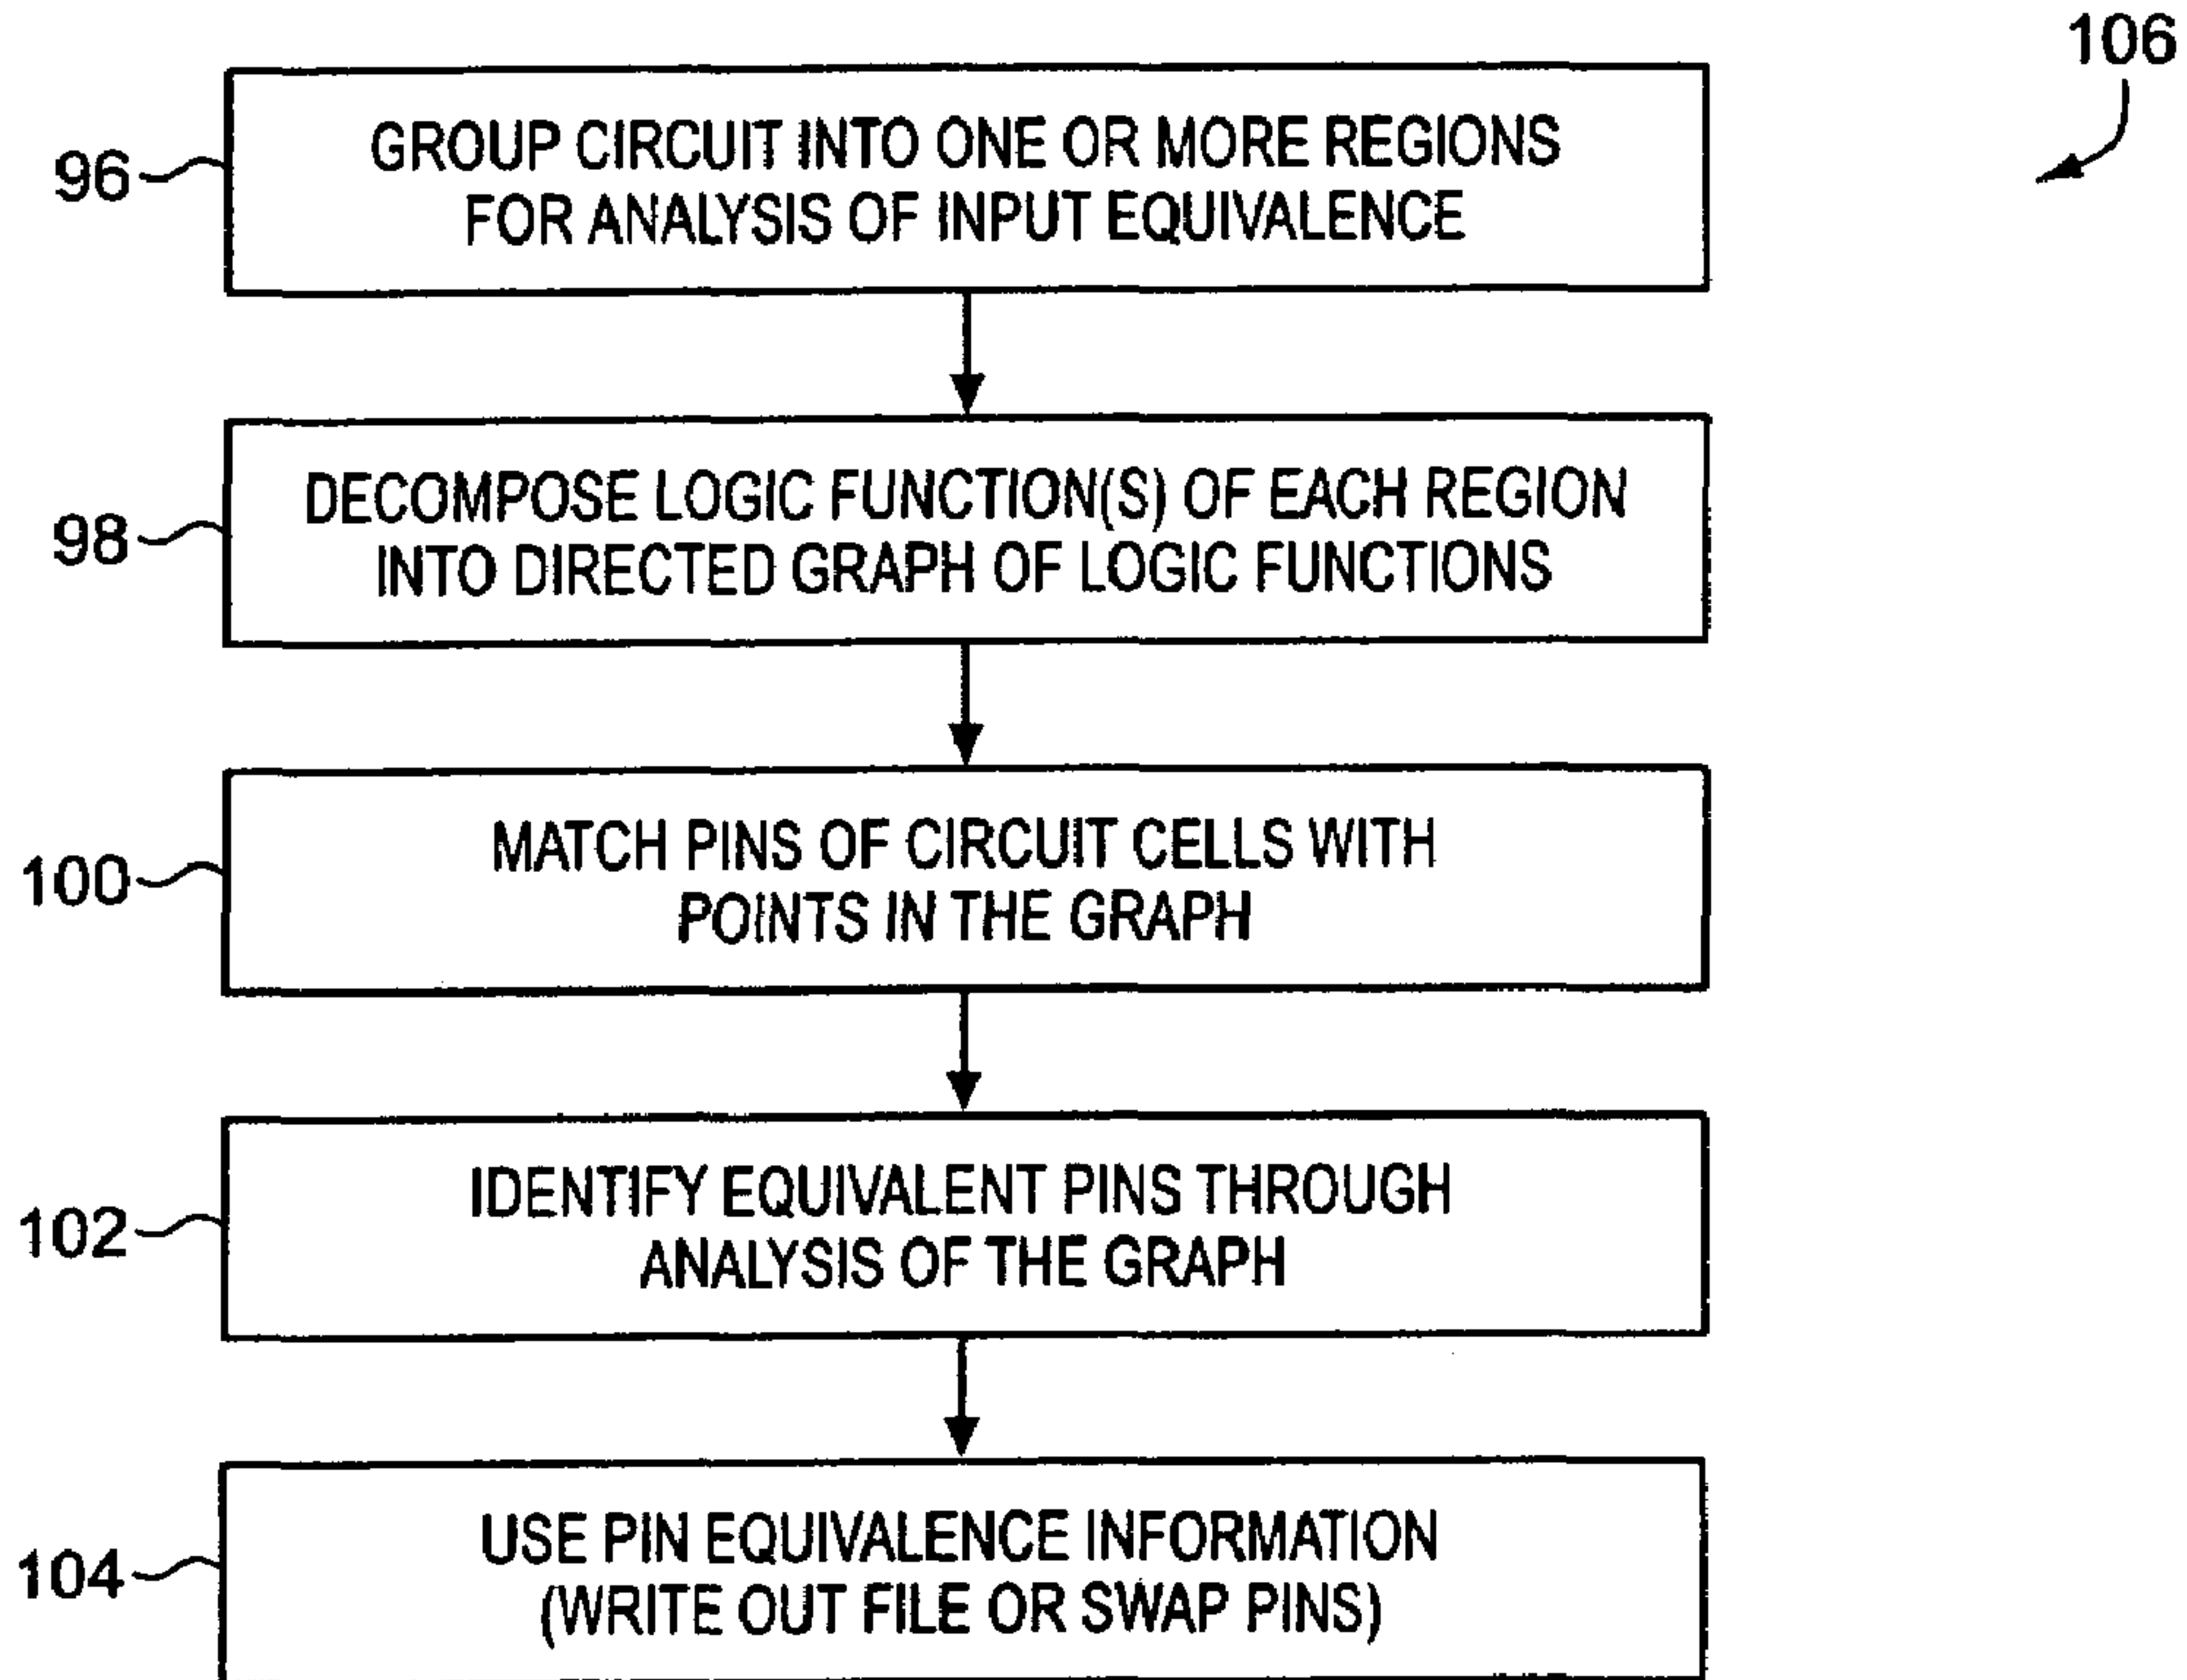 106
96
GROUP CIRCUIT INTO ONE OR MORE REGIONS
FOR ANALYSIS OF INPUT EQUIVALENCE
98
DECOMPOSE LOGIC FUNCTION(S) OF EACH REGION
INTO DIRECTED GRAPH OF LOGIC FUNCTIONS
100
MATCH PINS OF CIRCUIT CELLS WITH
POINTS IN THE GRAPH
102
IDENTIFY EQUIVALENT PINS THROUGH
ANALYSIS OF THE GRAPH
104
USE PIN EQUIVALENCE INFORMATION
(WRITE OUT FILE OR SWAP PINS)